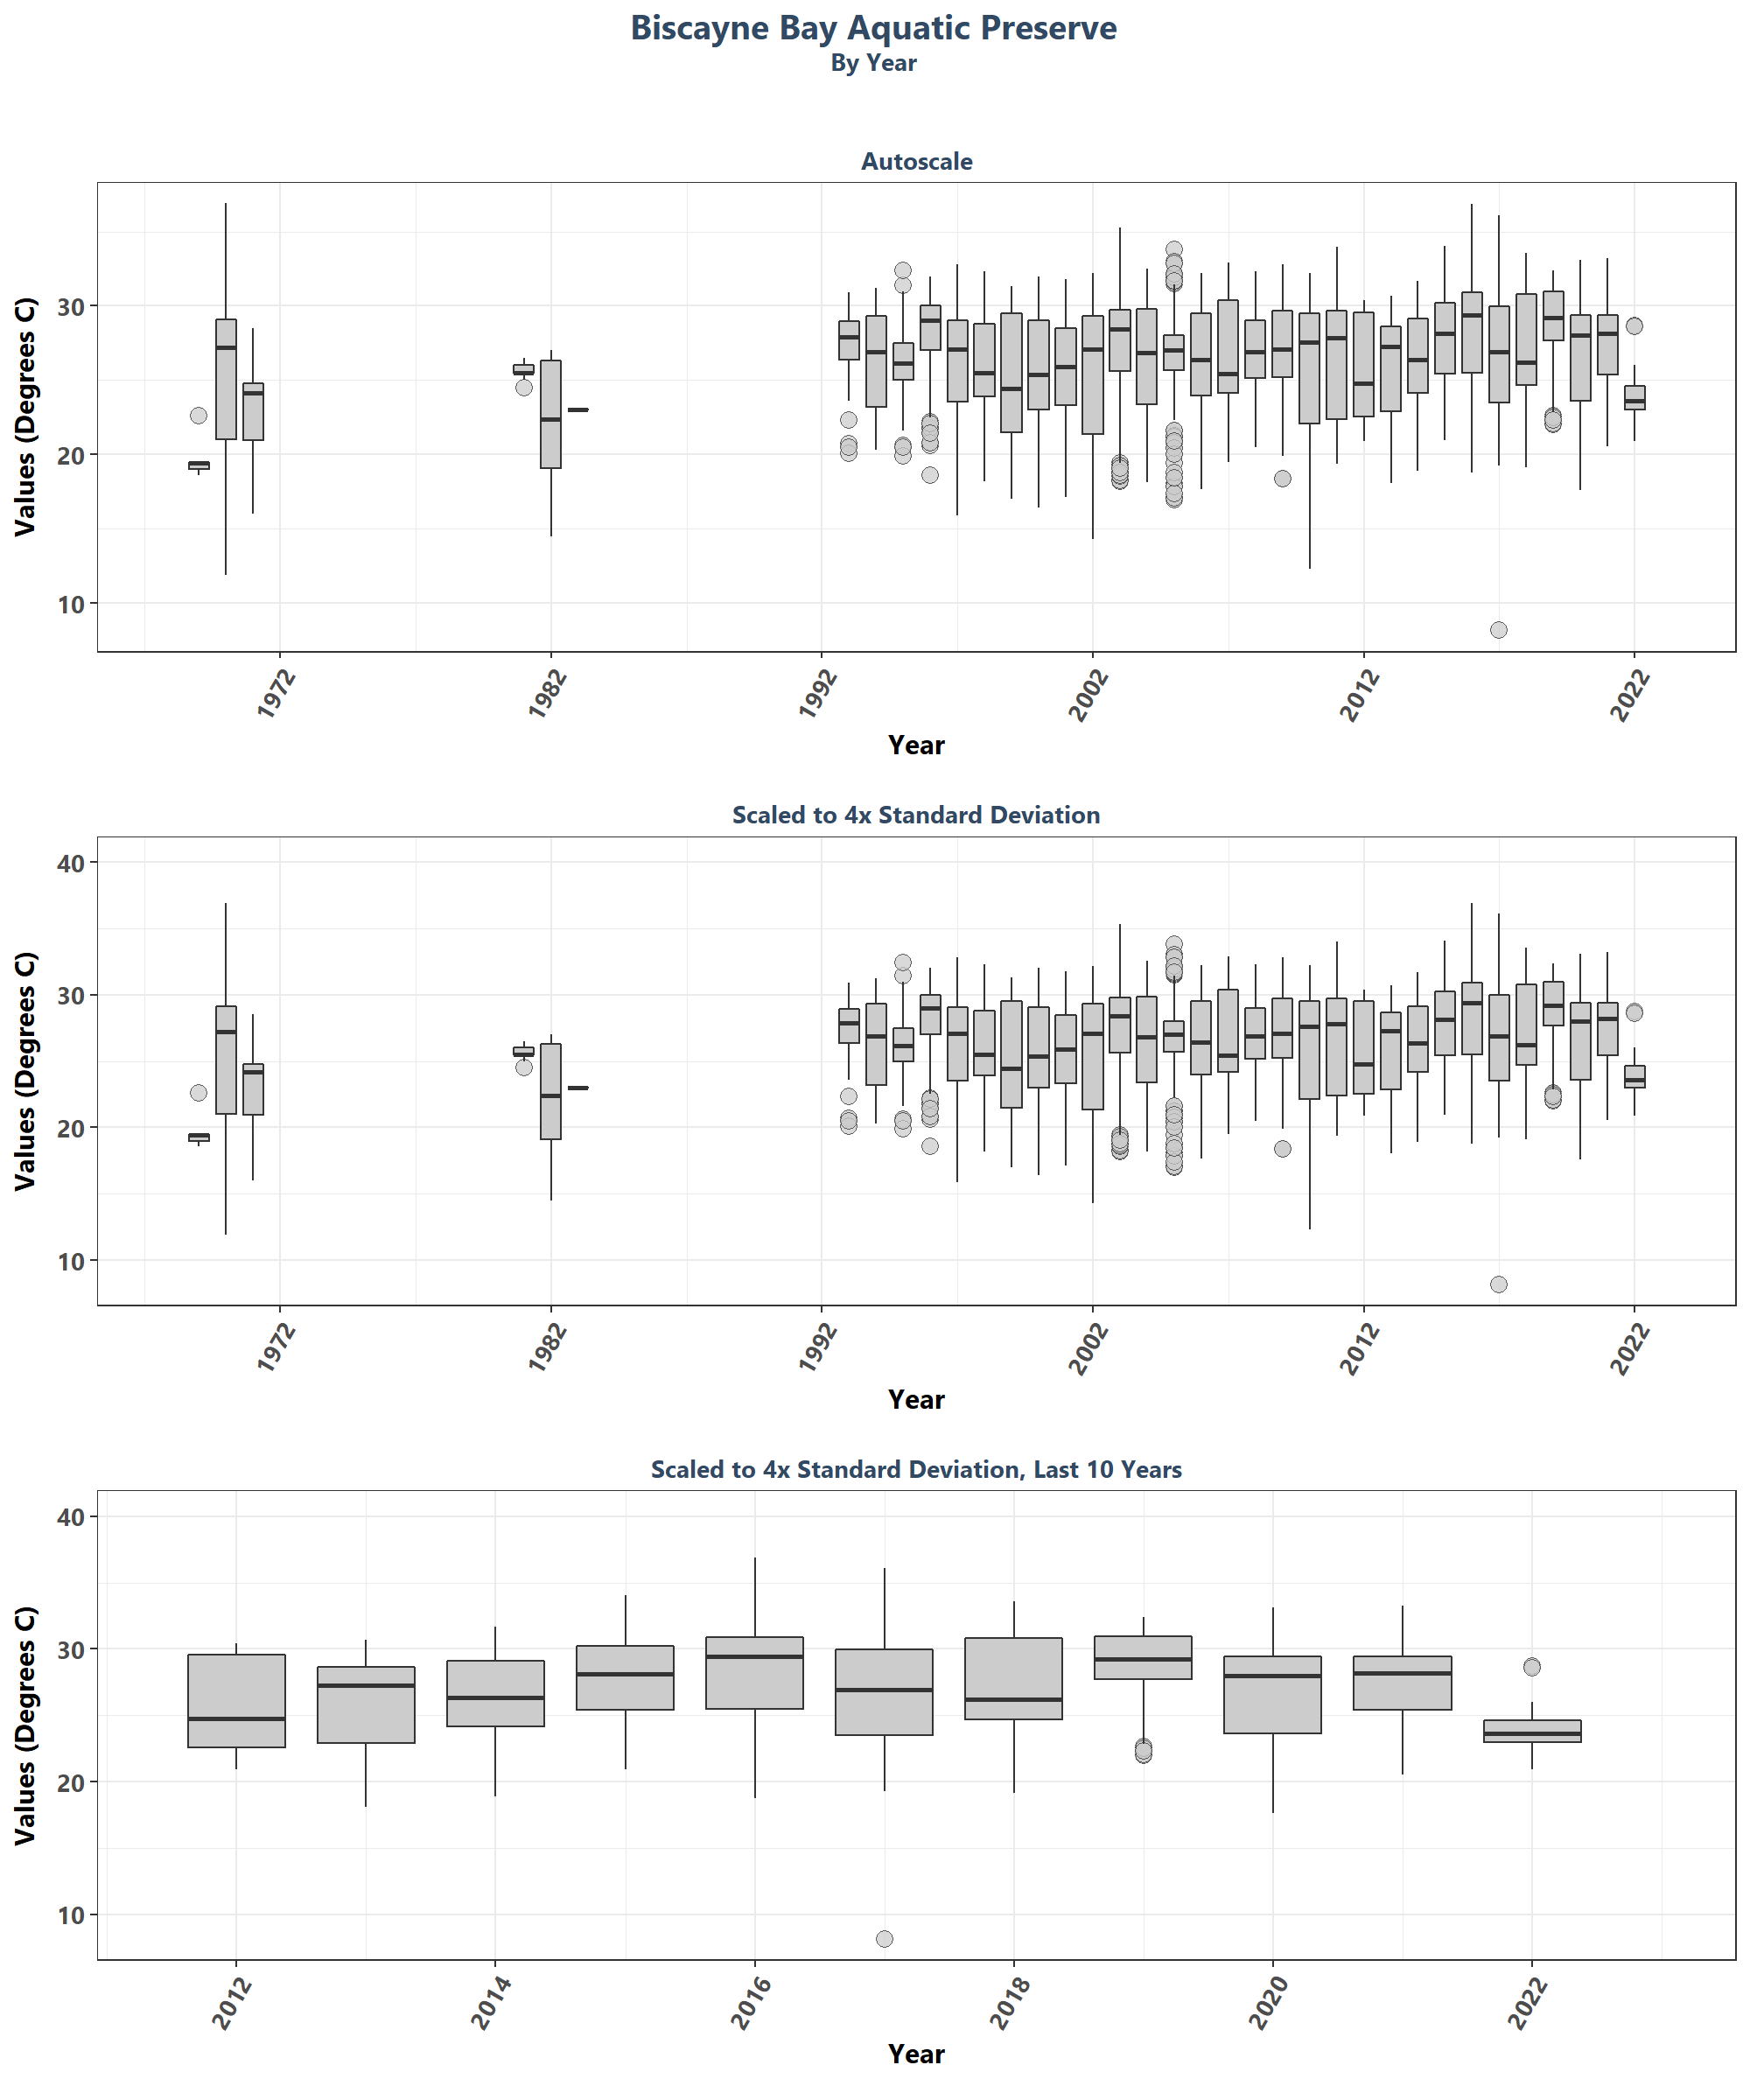 Biscayne Bay Aquatic Preserve
By Year
Autoscale
Values (Degrees C)
30
20
10
1972
1982
1992
2002
2012
2022
Year
Scaled to 4x Standard Deviation
Values (Degrees C)
40
30
20
10
1972
1982
1992
2002
2012
2022
Year
Scaled to 4x Standard Deviation, Last 10 Years
Values (Degrees C)
40
30
20
10
2012
2014
2016
2018
2020
2022
Year